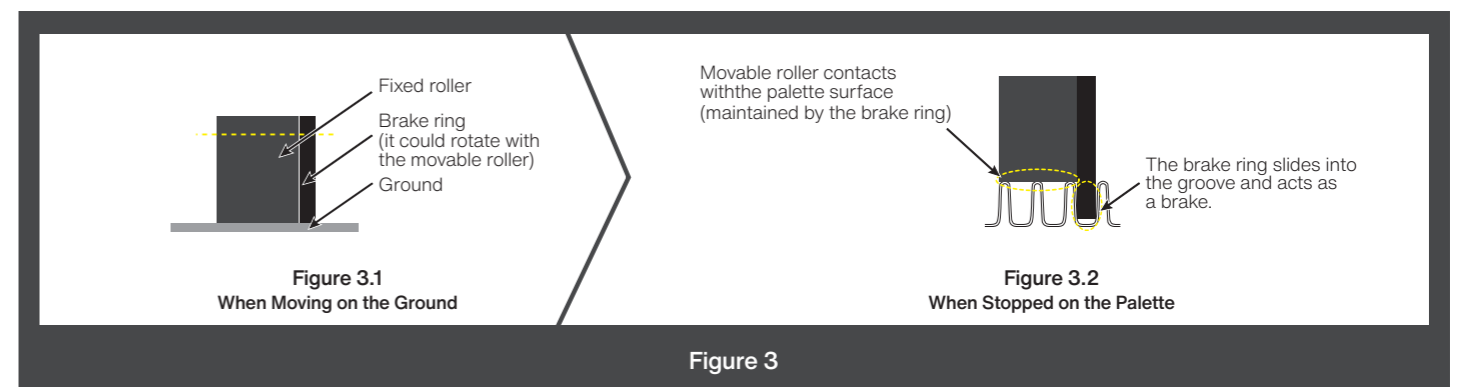 Fixed roller
Brake ring
(it could rotate with
the movable roller)
Ground
Figure 3.1
When Moving on the Ground
Movable roller contacts
withthe palette surface
(maintained by the brake ring)
The brake ring slides into
the groove and acts as
a brake.
Figure 3.2
When Stopped on the Palette
Figure 3